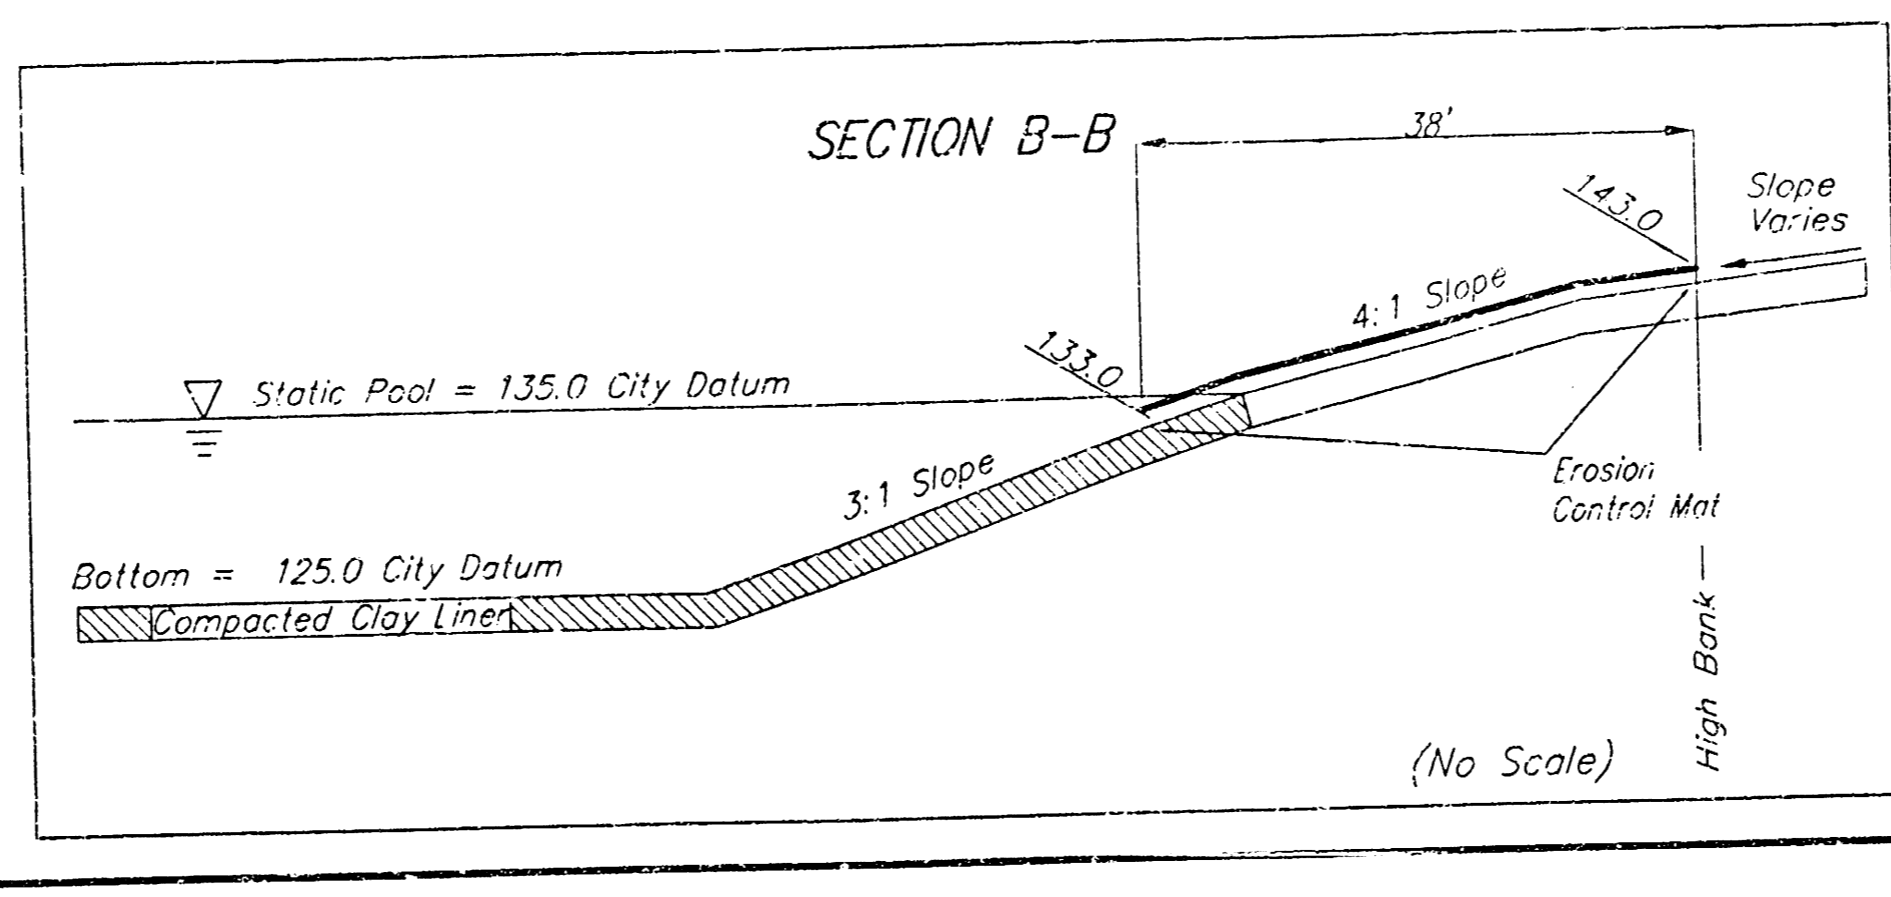 SECTION B-B
38'
143.0
Slope
Varies
4:1 Slope
133.0
Static Pool = 135.0 City Datum
3:1 Slope
Erosion
Control Mat
Bottom = 125.0 City Datum
Compacted Clay Liner
High Bank
(No Scale)